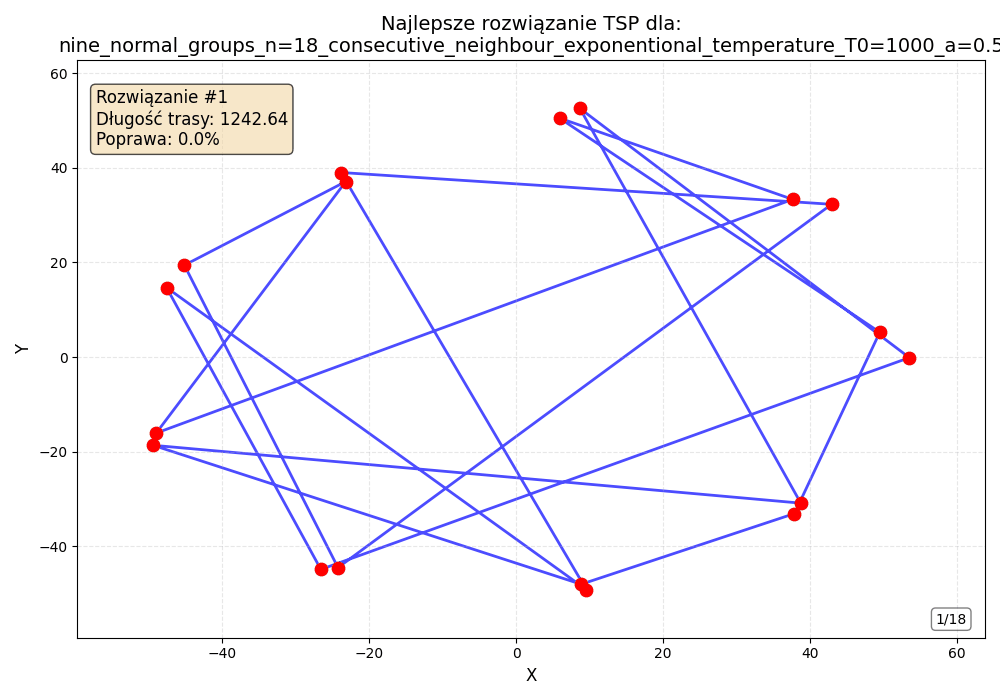 Najlepsze rozwiązanie TSP dla:
nine_normal_groups_n=18_consecutive_neighbour_exponentional_temperature_T0=1000_a=0.5
Rozwiązanie #1
Długość trasy: 1242.64
Poprawa: 0.0%
60
40
20
0
−20
−40
Y
1/18
−40
−20
0
20
40
60
X